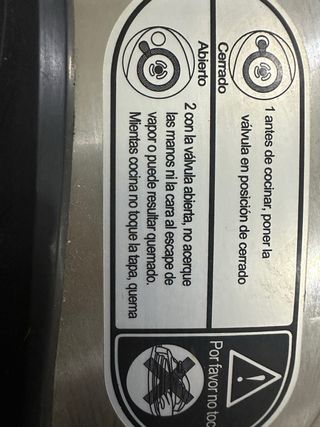 Cerrado
1 antes de cocinar, poner la
válvula en posición de cerrado
Abierto
2 con la válvula abierta, no acerque
las manos ni la cara al escape de
vapor o puede resultar quemado.
Mientas cocina no toque la tapa, quema
Por favor no toc